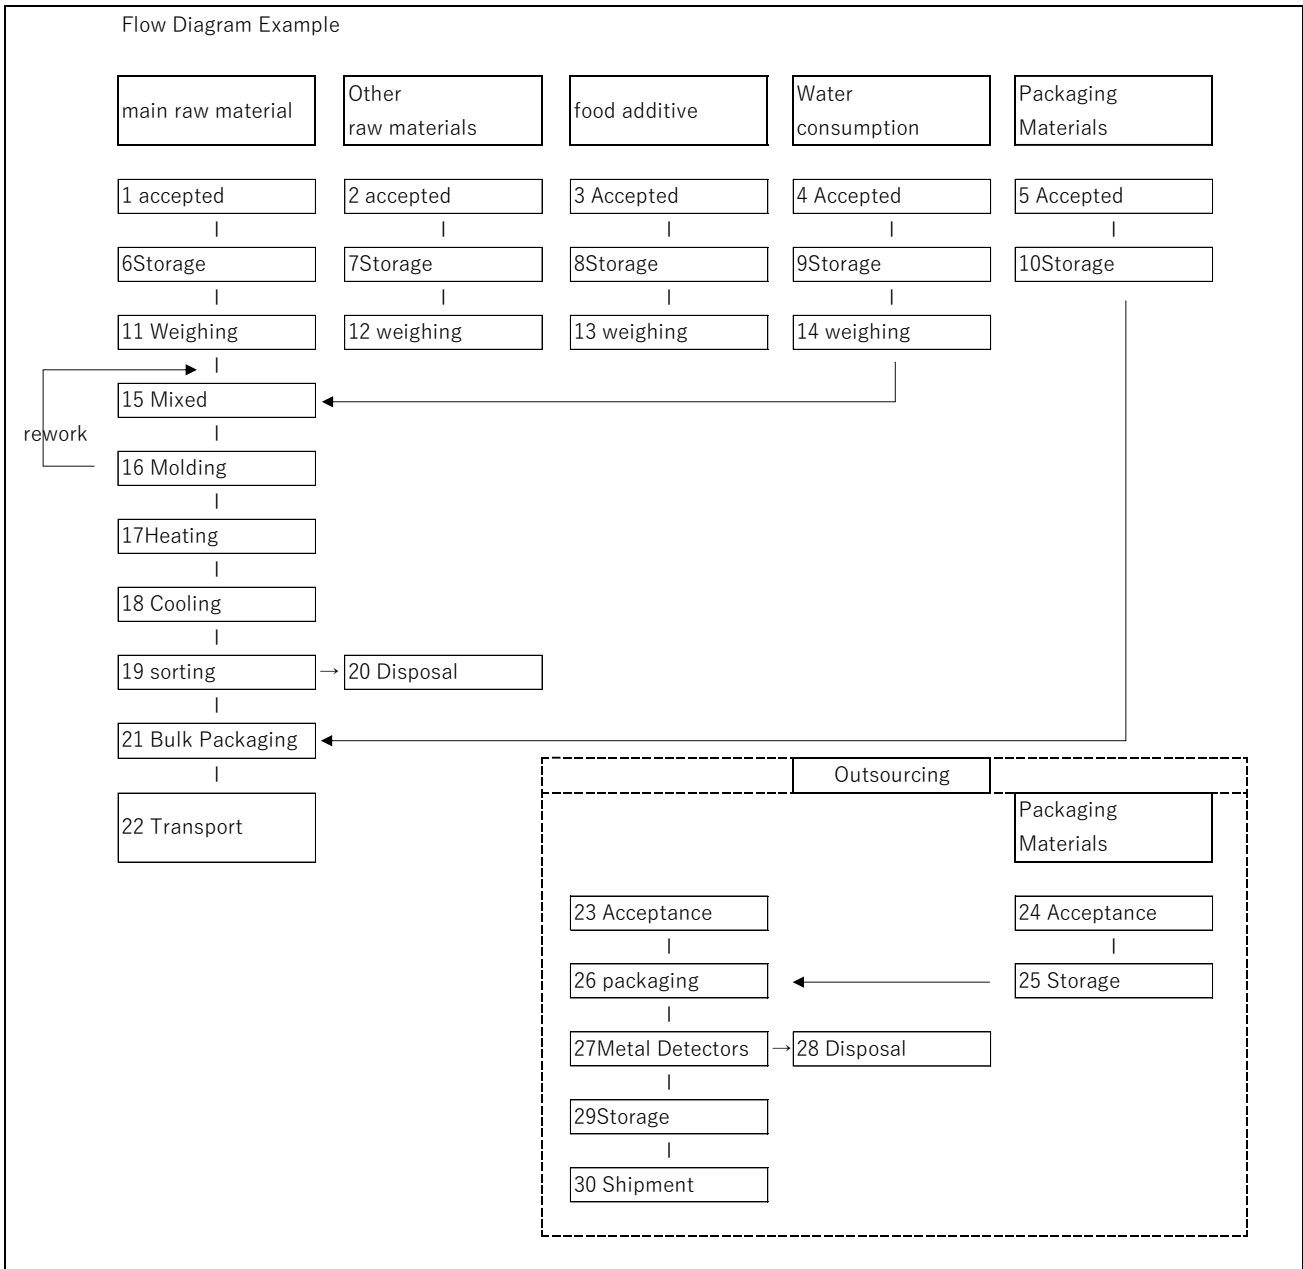 Flow Diagram Example
main raw material
Other
raw materials
food additive
Water
consumption
Packaging
Materials
1 accepted
2 accepted
3 Accepted
4 Accepted
5 Accepted
6Storage
7Storage
8Storage
9Storage
10Storage
11 Weighing
12 weighing
13 weighing
14 weighing
15 Mixed
rework
16 Molding
17Heating
18 Cooling
19 sorting
→
20 Disposal
21 Bulk Packaging
Outsourcing
22 Transport
Packaging
Materials
23 Acceptance
24 Acceptance
26 packaging
25 Storage
27Metal Detectors
→
28 Disposal
29Storage
30 Shipment